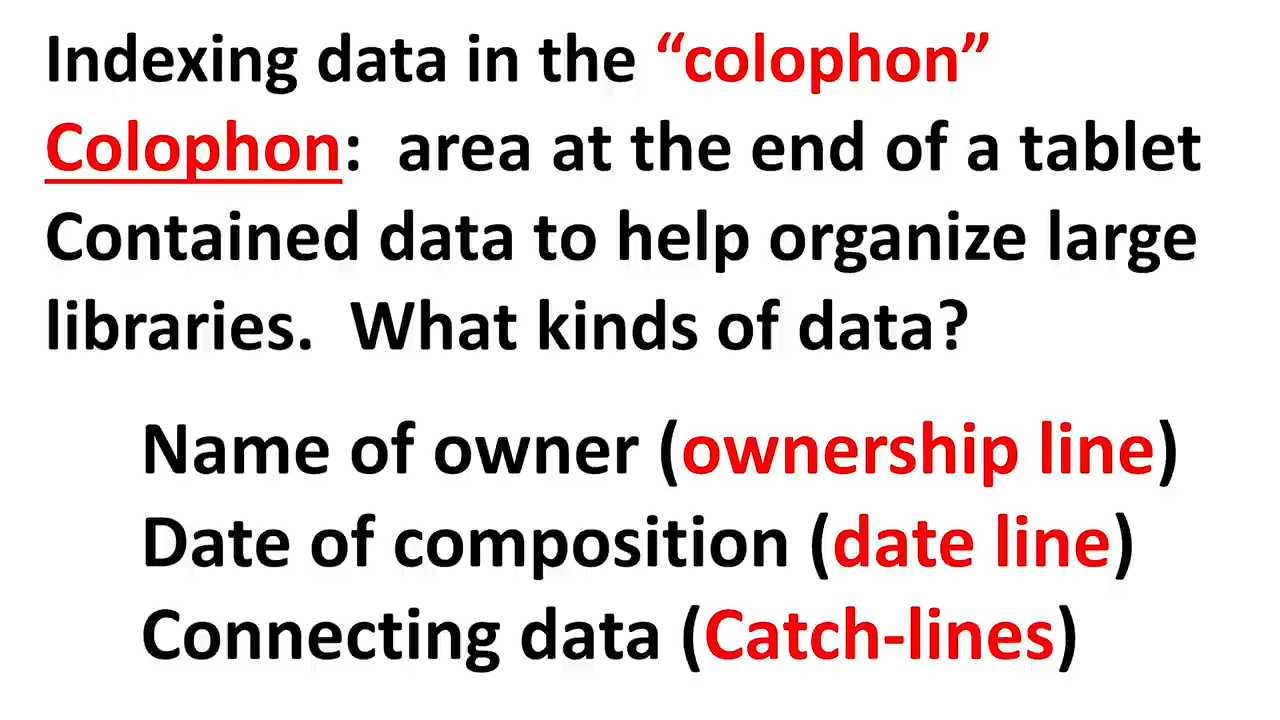 Indexing data in the “colophon”
Colophon:  area at the end of a tablet
Contained data to help organize large
libraries.  What kinds of data?
Name of owner (ownership line)
Date of composition (date line)
Connecting data (Catch-lines)